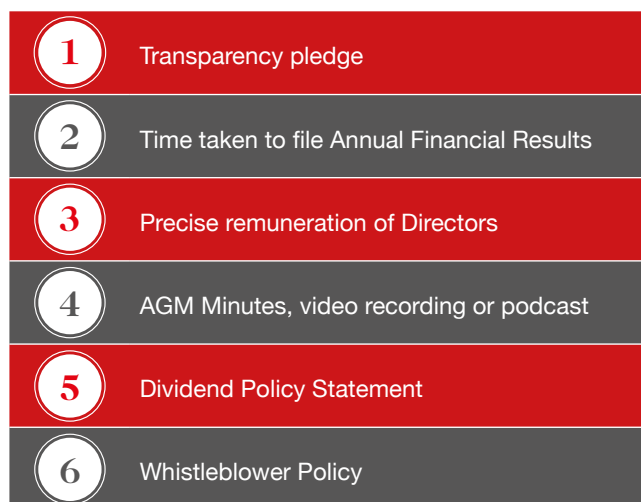 1 Transparency pledge
2 Time taken to file Annual Financial Results
3 Precise remuneration of Directors
4 AGM Minutes, video recording or podcast
5 Dividend Policy Statement
6 Whistleblower Policy